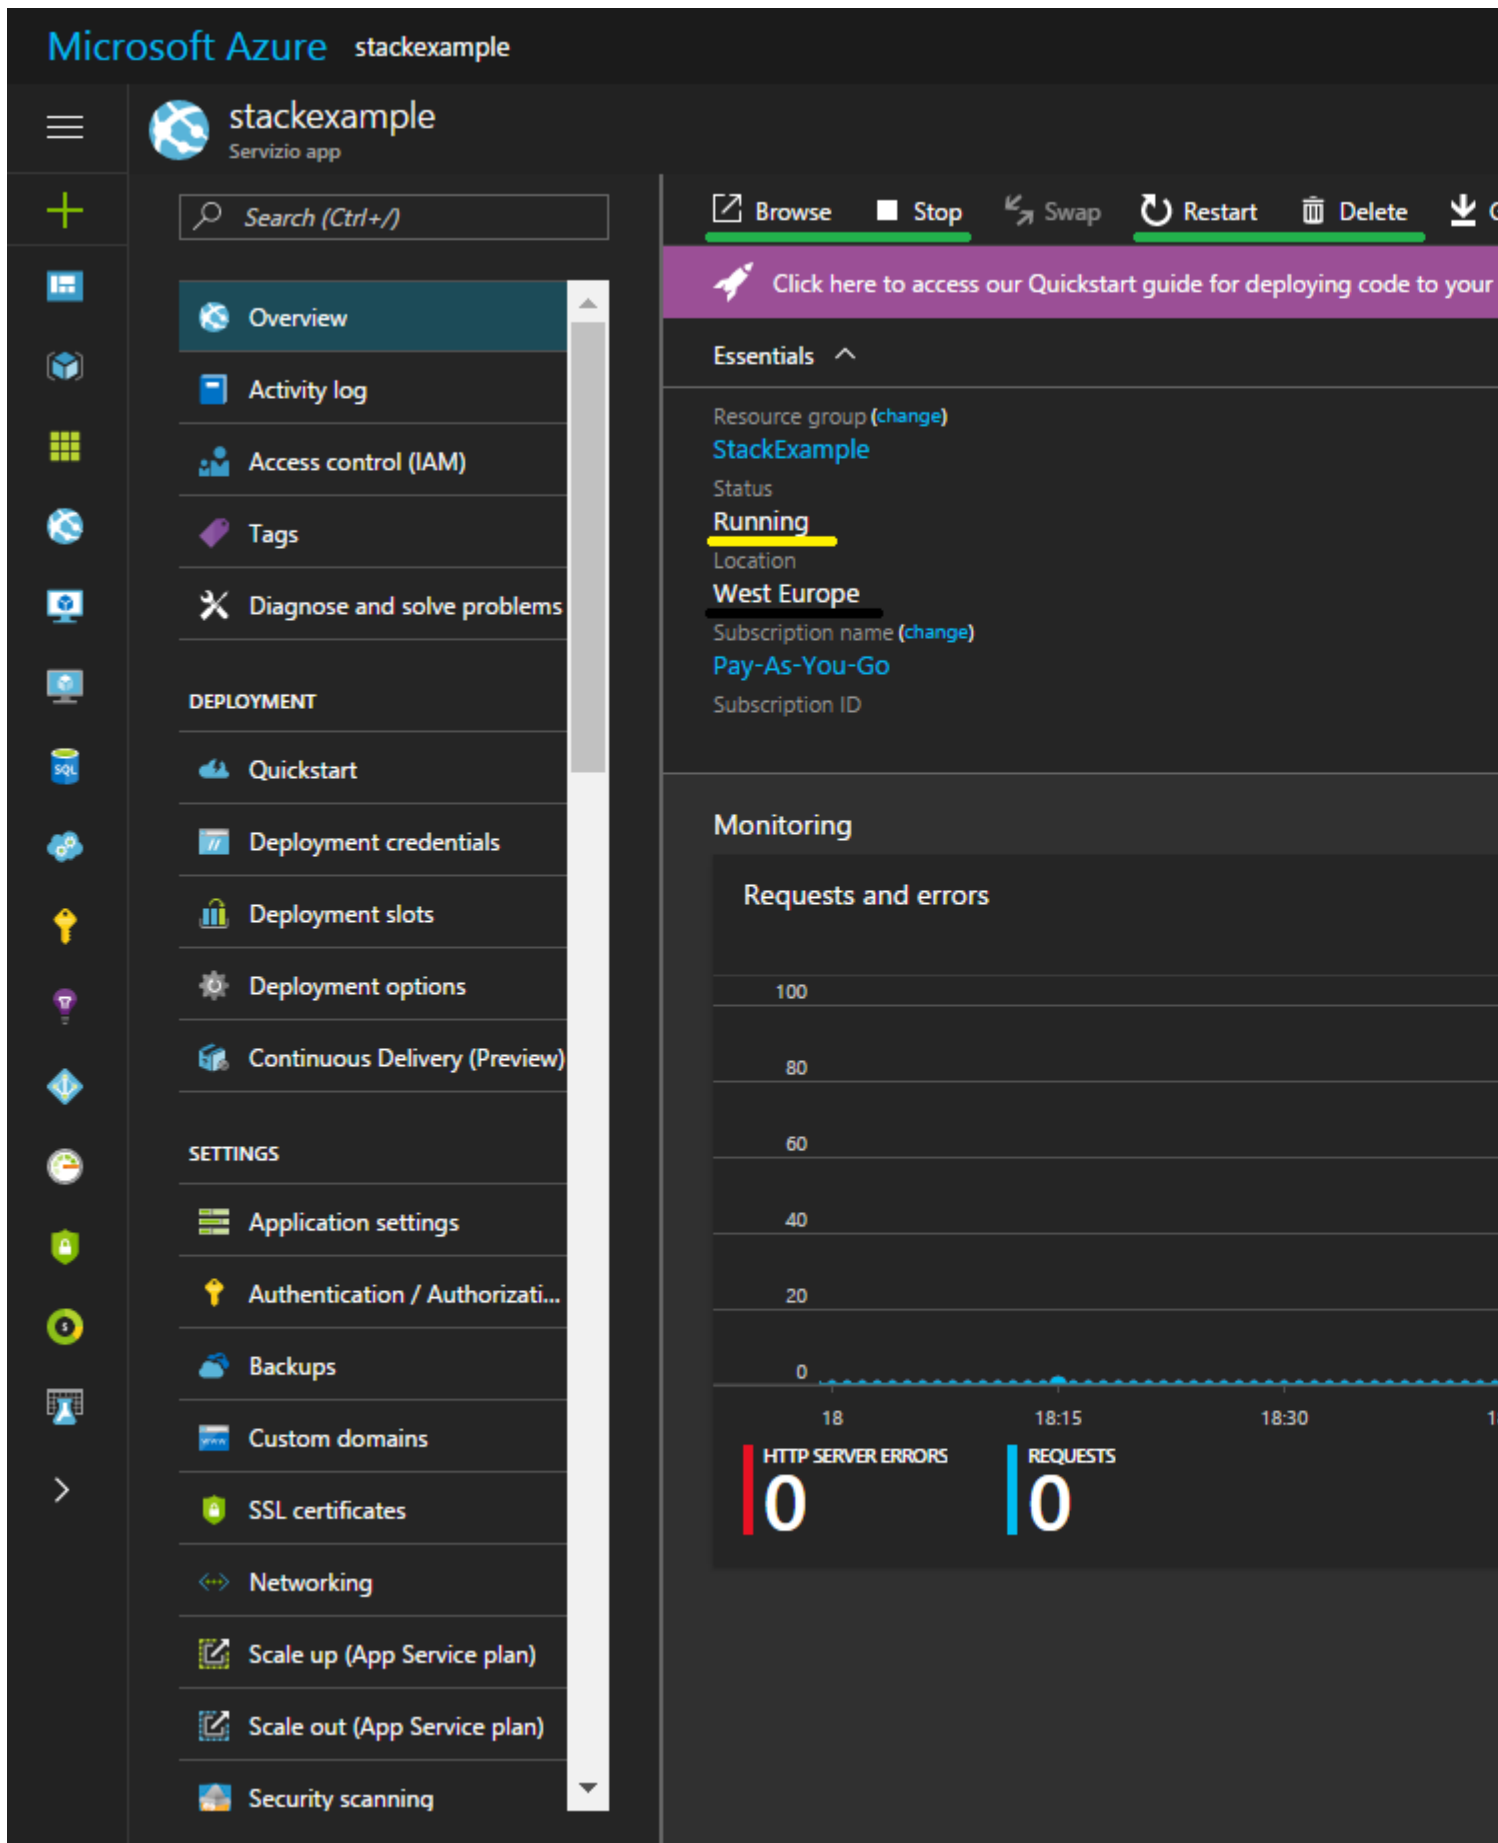 Microsoft Azure stackexample
stackexample
Servizio app
Search (Ctrl+/)
Overview
Activity log
Access control (IAM)
Tags
Diagnose and solve problems
DEPLOYMENT
Quickstart
Deployment credentials
Deployment slots
Deployment options
Continuous Delivery (Preview)
SETTINGS
Application settings
Authentication / Authorizati...
Backups
Custom domains
SSL certificates
Networking
Scale up (App Service plan)
Scale out (App Service plan)
Security scanning
Browse Stop Swap Restart Delete
Click here to access our Quickstart guide for deploying code to your
Essentials
Resource group (change)
StackExample
Status
Running
Location
West Europe
Subscription name (change)
Pay-As-You-Go
Subscription ID
Monitoring
Requests and errors
100
80
60
40
20
0
18 18:15 18:30
HTTP SERVER ERRORS REQUESTS
0 0
SQL